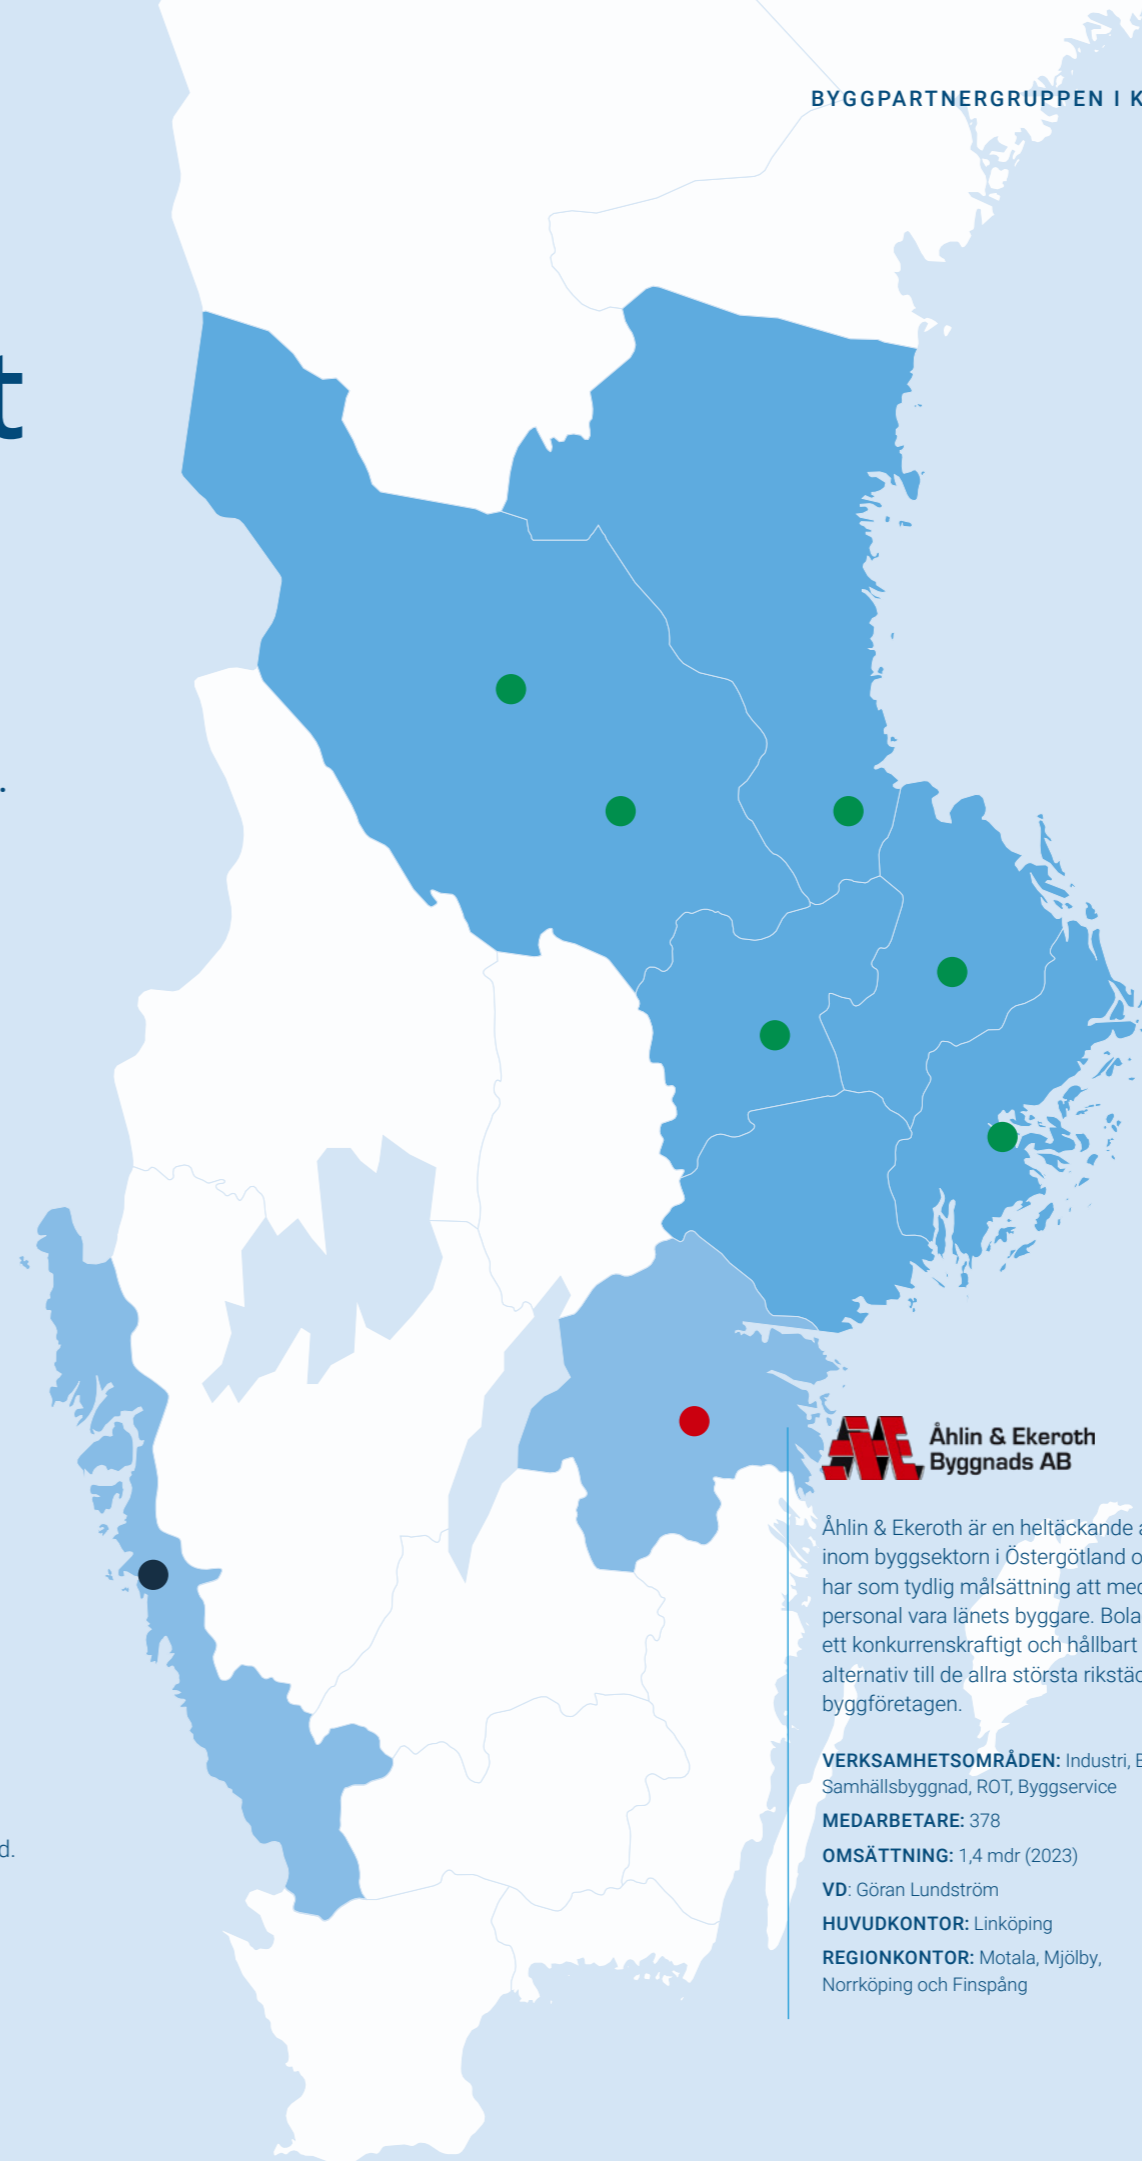 BYGGPARTNERGRUPPEN I K
t
.
Åhlin & Ekeroth
Byggnads AB
Åhlin & Ekeroth är en heltäckande a
inom byggsektorn i Östergötland o
har som tydlig målsättning att med
personal vara länets byggare. Bola
ett konkurrenskraftigt och hållbart
alternativ till de allra största rikstäc
byggföretagen.
VERKSAMHETSOMRÅDEN: Industri, B
Samhällsbyggnad, ROT, Byggservice
MEDARBETARE: 378
d.
OMSÄTTNING: 1,4 mdr (2023)
VD: Göran Lundström
HUVUDKONTOR: Linköping
REGIONKONTOR: Motala, Mjölby,
Norrköping och Finspång